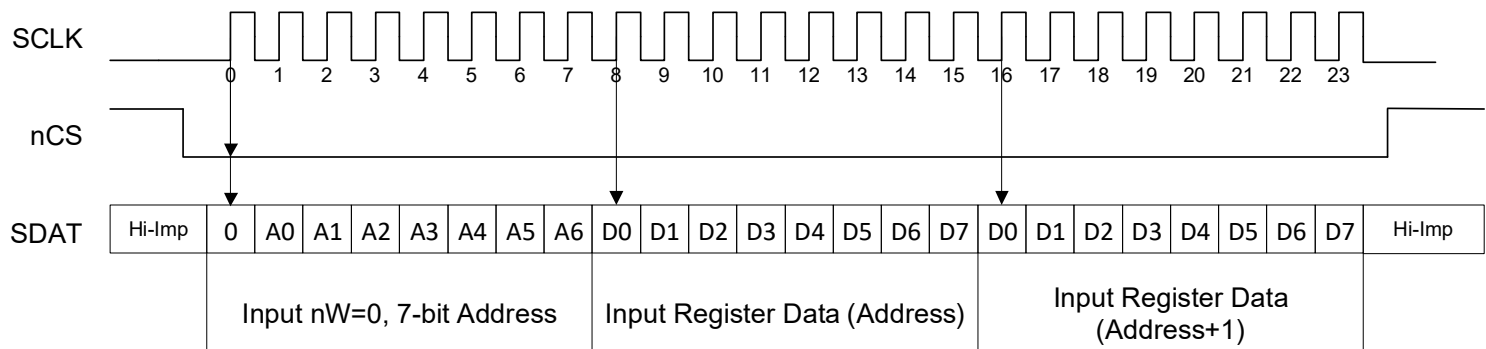 SCLK
0 1 2 3 4 5 6 7 8 9 10 11 12 13 14 15 16 17 18 19 20 21 22 23
nCS
SDAT Hi-Imp 0 A0 A1 A2 A3 A4 A5 A6 D0 D1 D2 D3 D4 D5 D6 D7 D0 D1 D2 D3 D4 D5 D6 D7 Hi-Imp
Input nW=0, 7-bit Address
Input Register Data (Address)
Input Register Data
(Address+1)